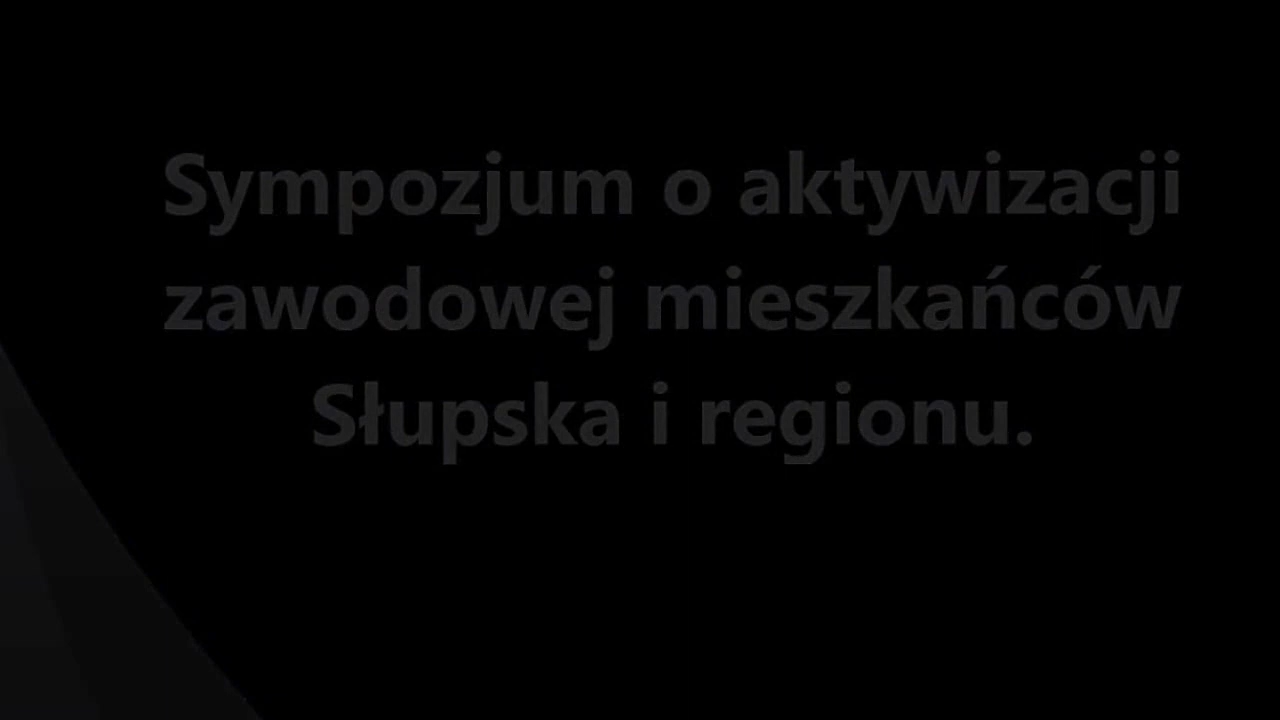 Sympozjum o aktywizacji
zawodowej mieszkańców
Słupska i regionu.